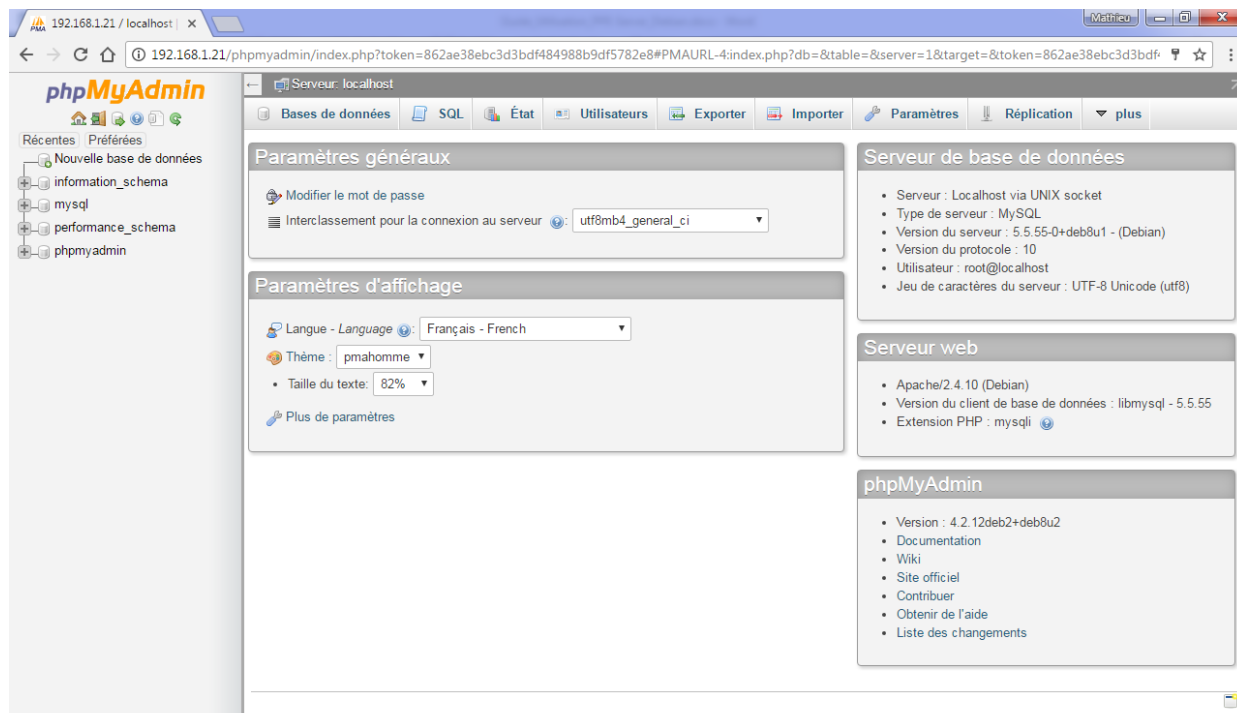 192.168.1.21 / localhost |
Mathieu
192.168.1.21/phpmyadmin/index.php?token=862ae38ebc3d3bdf484988b9df5782e8#PMAURL-4:index.php?db=&table=&server=1&target=&token=862ae38ebc3d3bdf4
phpMyAdmin
Récentes Préférées
Nouvelle base de données
information_schema
mysql
performance_schema
phpmyadmin
Serveur: localhost
Bases de données SQL État Utilisateurs Exporter Importer Paramètres Réplication plus
Paramètres généraux
Modifier le mot de passe
Interclassement pour la connexion au serveur : utf8mb4_general_ci
Paramètres d'affichage
Langue - Language : Français - French
Thème : pmahomme
• Taille du texte: 82%
Plus de paramètres
Serveur de base de données
• Serveur : Localhost via UNIX socket
• Type de serveur : MySQL
• Version du serveur : 5.5.55-0+deb8u1 - (Debian)
• Version du protocole : 10
• Utilisateur : root@localhost
• Jeu de caractères du serveur : UTF-8 Unicode (utf8)
Serveur web
• Apache/2.4.10 (Debian)
• Version du client de base de données : libmysql - 5.5.55
• Extension PHP : mysqli
phpMyAdmin
• Version : 4.2.12deb2+deb8u2
• Documentation
• Wiki
• Site officiel
• Contribuer
• Obtenir de l'aide
• Liste des changements